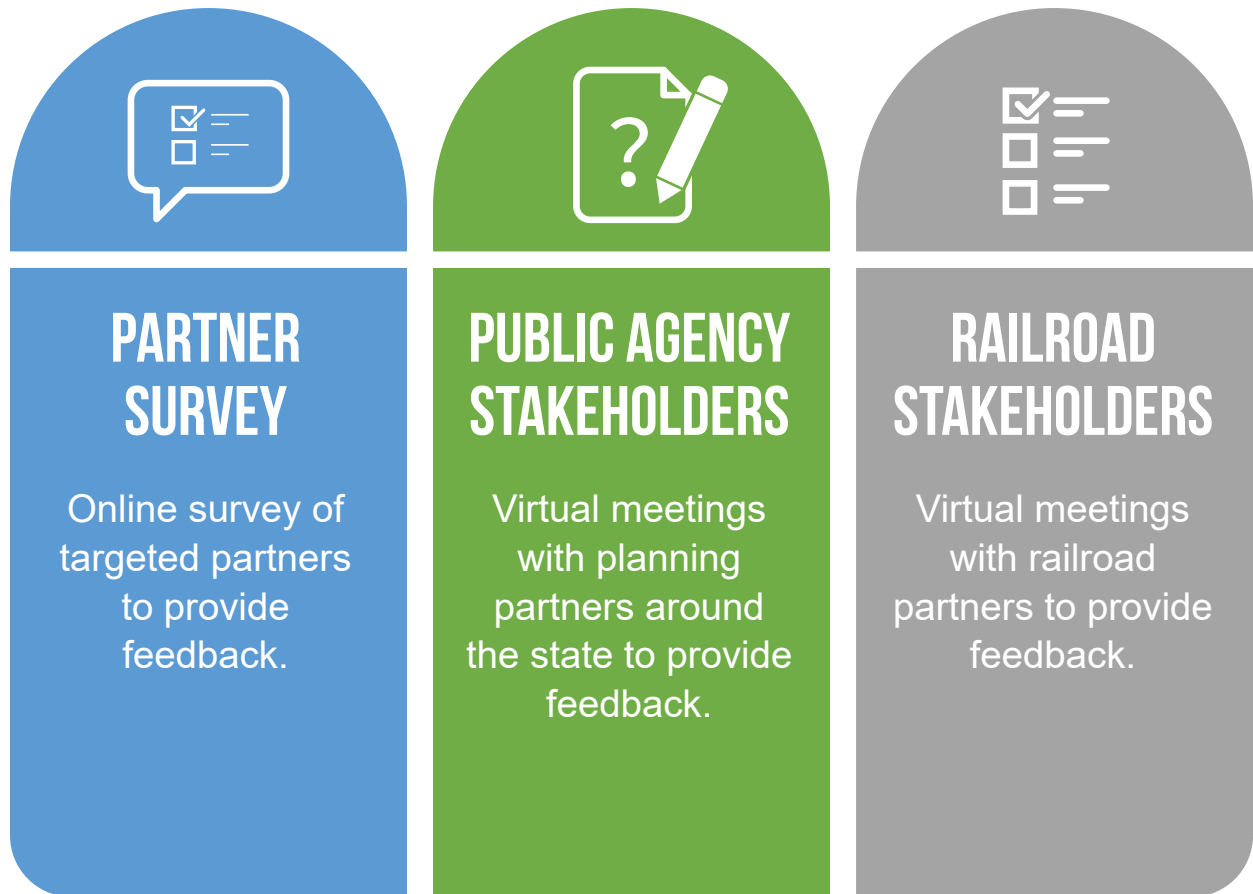 PARTNER
SURVEY
Online survey of
targeted partners
to provide
feedback.
PUBLIC AGENCY
STAKEHOLDERS
Virtual meetings
with planning
partners around
the state to provide
feedback.
RAILROAD
STAKEHOLDERS
Virtual meetings
with railroad
partners to provide
feedback.